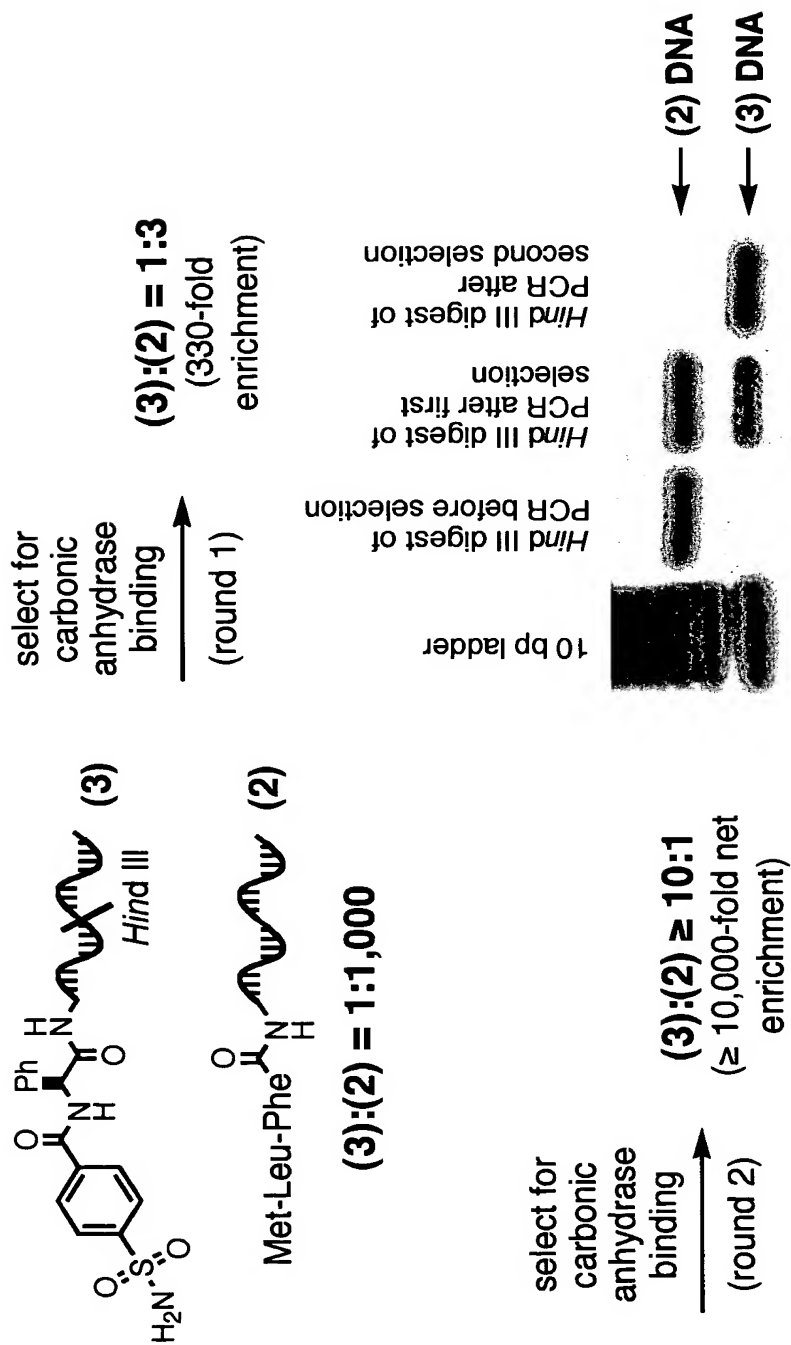 H₂N
S
O
O
O
N
H
Ph
O
H
N
(3)
Hind III
Met-Leu-Phe
O
N
H
(2)
(3):(2) = 1:1,000
select for
carbonic
anhydrase
binding
(round 1)
(3):(2) = 1:3
(330-fold
enrichment)
select for
carbonic
anhydrase
binding
(round 2)
(3):(2) ≥ 10:1
(≥ 10,000-fold net
enrichment)
10 bp ladder
Hind III digest of
PCR before selection
Hind III digest of
PCR after first
selection
Hind III digest of
PCR after
second selection
(2) DNA
(3) DNA